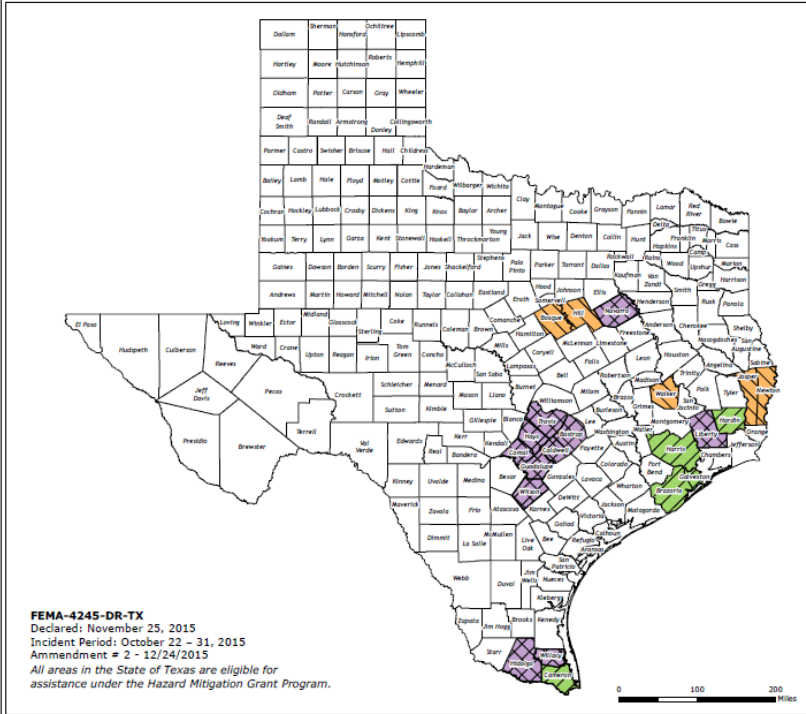 Sherman Ochiltree
Dallam Hansford Lipscomb
Hartley Moore Hutchinson Roberts Hemphill
Oldham Potter Carson Gray Wheeler
Deaf Smith Randall Armstrong Donley Collingsworth
Parmer Castro Swisher Briscoe Hall Childress
Hardeman
Bailey Lamb Hale Floyd Motley Cottle Foard Wilbarger Wichita
Clay Montague Cooke Grayson Fannin Lamar Red River Bowie
Cochran Hockley Lubbock Crosby Dickens King Knox Baylor Archer
Delta Titus Franklin Morris Hopkins Camp Cass
Yoakum Terry Lynn Garza Kent Stonewall Haskell Throckmorton Young Jack Wise Denton Collin Hunt
Rockwall Rains Wood Upshur Marion
Gaines Dawson Borden Scurry Fisher Jones Shackelford Stephens Palo Pinto Parker Tarrant Dallas Kaufman Van Zandt Gregg Harrison
Andrews Martin Howard Mitchell Nolan Taylor Callahan Eastland Erath Hood Johnson Ellis Henderson Smith Rusk Panola
Somervell Bosque Hill Navarro
El Paso Loving Winkler Ector Midland Glasscock Sterling Coke Runnels Coleman Brown Comanche Hamilton Freestone Anderson Cherokee Shelby
Nacogdoches San Augustine
Hudspeth Culberson Reeves Ward Crane Upton Reagan Irion Tom Green Concho McCulloch San Saba Mills Lampasas Coryell McLennan Limestone Leon Houston Angelina Sabine
Jeff Davis Pecos Crockett Schleicher Menard Mason Llano Burnet Bell Falls Robertson Madison Trinity Polk Tyler Jasper Newton
Sutton Kimble Gillespie Blanco Williamson Milam Burleson Brazos Grimes Walker San Jacinto
Presidio Brewster Terrell Val Verde Edwards Kerr Kendall Hays Travis Bastrop Lee Washington Waller Montgomery Liberty Hardin Orange
Real Bandera Comal Caldwell Fayette Austin Harris Chambers Jefferson
Kinney Uvalde Medina Bexar Guadalupe Gonzales Lavaca Colorado Fort Bend Galveston
Maverick Zavala Frio Atascosa Wilson Karnes DeWitt Wharton Brazoria
Jackson Matagorda
Dimmit La Salle McMullen Live Oak Bee Goliad Victoria Calhoun
Refugio Aransas
San Patricio
Webb Duval Jim Wells Nueces
Kleberg
Zapata Jim Hogg Brooks Kenedy
Starr Hidalgo Willacy
Cameron
FEMA-4245-DR-TX
Declared: November 25, 2015
Incident Period: October 22 – 31, 2015
Ammendment # 2 - 12/24/2015
All areas in the State of Texas are eligible for
assistance under the Hazard Mitigation Grant Program.
0 50 100 200
Miles